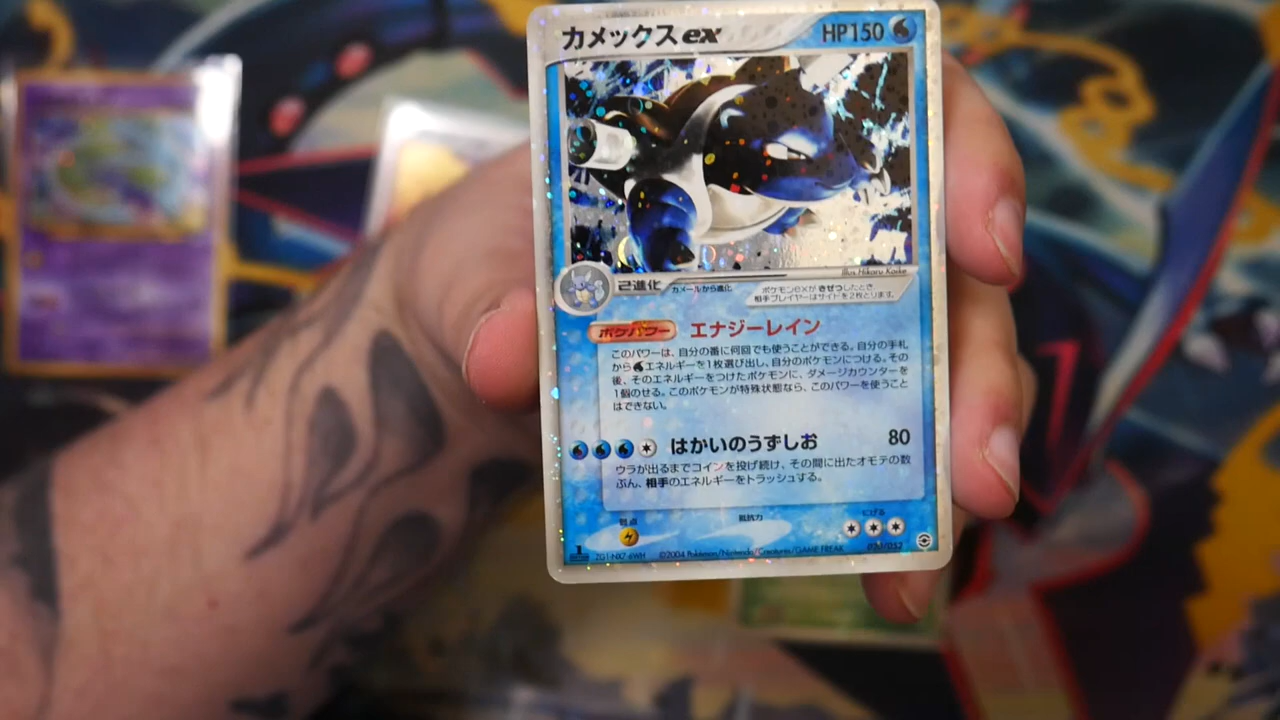 カメックスex HP150
Illus.Hikaru Koike
2進化 カメールから進化
ポケモンexがきぜつしたとき
相手プレイヤーはサイドを2枚とります。
ポケパワー エナジーレイン
このパワーは、自分の番に何回でも使うことができる。自分の手札
からエネルギーを1枚選び出し、自分のポケモンにつける。その
後、そのエネルギーをつけたポケモンに、ダメージカウンターを
1個のせる。このポケモンが特殊状態なら、このパワーを使うこと
はできない。
はかいのうずしお 80
ウラが出るまでコインを投げ続け、その間に出たオモテの数
ぶん、相手のエネルギーをトラッシュする。
弱点 抵抗力 にげる
1 ©2004 Pokémon/Nintendo/Creatures/GAME FREAK